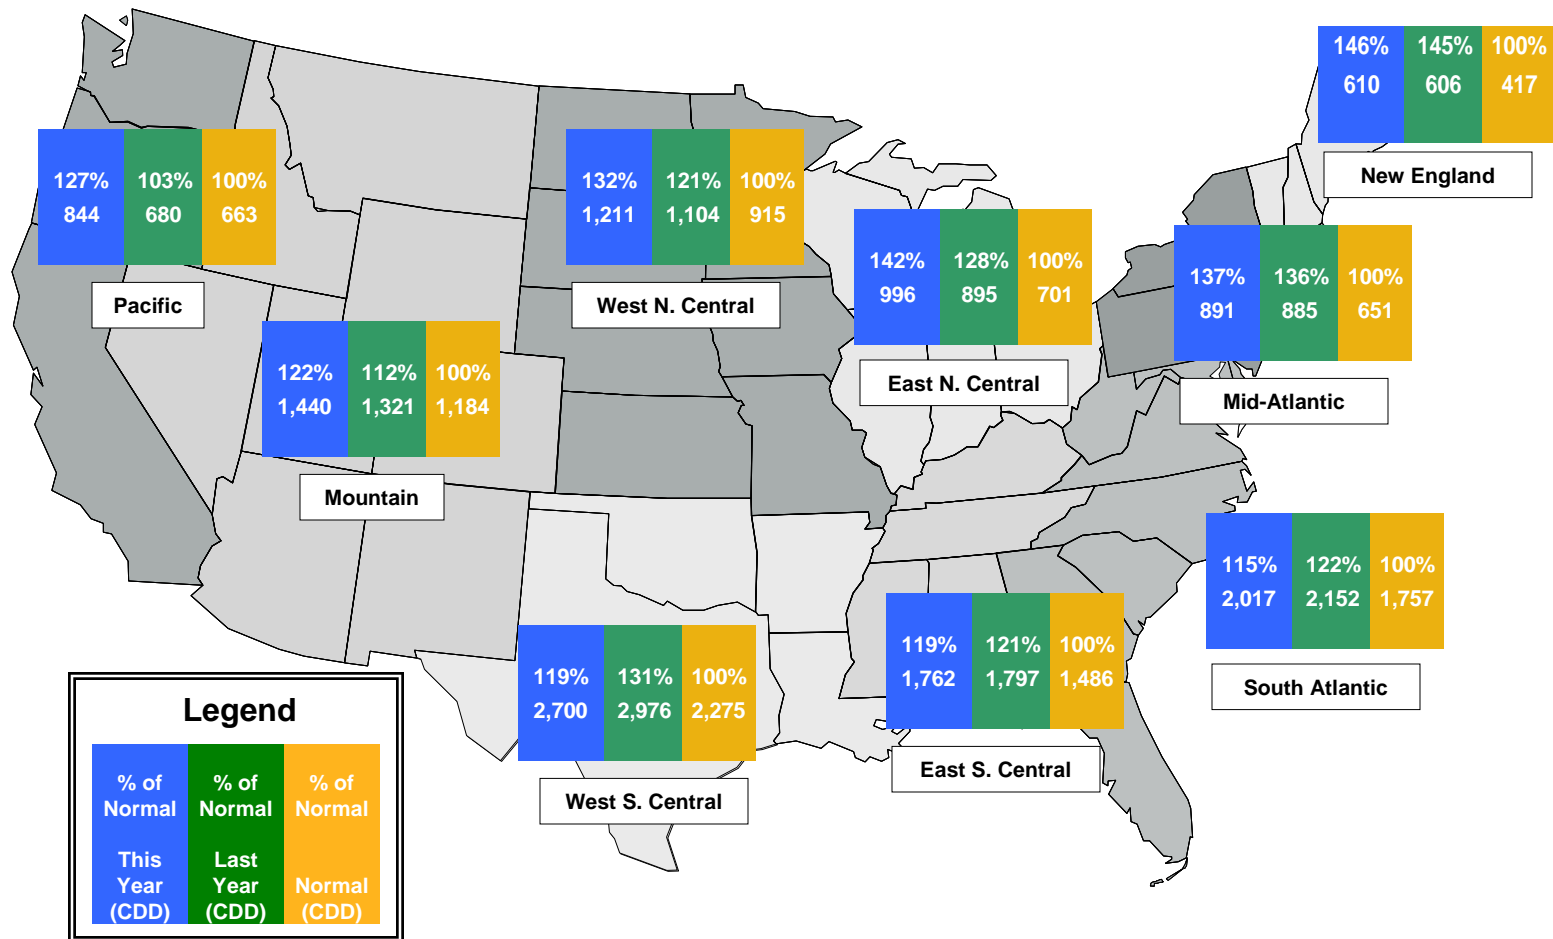 146% 145% 100%
610 606 417
New England
127% 103% 100%
844 680 663
Pacific
132% 121% 100%
1,211 1,104 915
West N. Central
142% 128% 100%
996 895 701
East N. Central
137% 136% 100%
891 885 651
Mid-Atlantic
122% 112% 100%
1,440 1,321 1,184
Mountain
115% 122% 100%
2,017 2,152 1,757
South Atlantic
119% 121% 100%
1,762 1,797 1,486
East S. Central
119% 131% 100%
2,700 2,976 2,275
West S. Central
Legend
% of % of % of
Normal Normal Normal
This Last
Year Year Normal
(CDD) (CDD) (CDD)